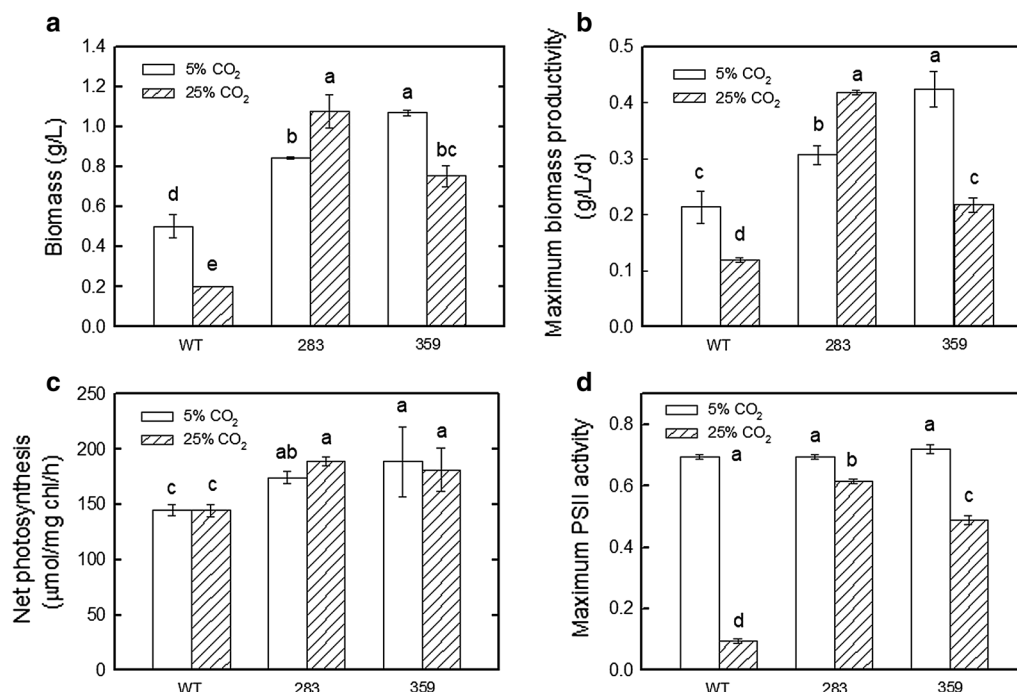 a
Biomass (g/L)
1.4
1.2
1.0
0.8
0.6
0.4
0.2
0.0
5% CO₂
25% CO₂
d
e
b
a
a
bc
WT
283
359
b
Maximum biomass productivity
(g/L/d)
0.5
0.4
0.3
0.2
0.1
0.0
5% CO₂
25% CO₂
c
d
b
a
a
c
WT
283
359
c
Net photosynthesis
(μmol/mg chl/h)
250
200
150
100
50
0
5% CO₂
25% CO₂
c
c
ab
a
a
a
WT
283
359
d
Maximum PSII activity
0.8
0.6
0.4
0.2
0.0
5% CO₂
25% CO₂
a
d
a
b
a
c
WT
283
359